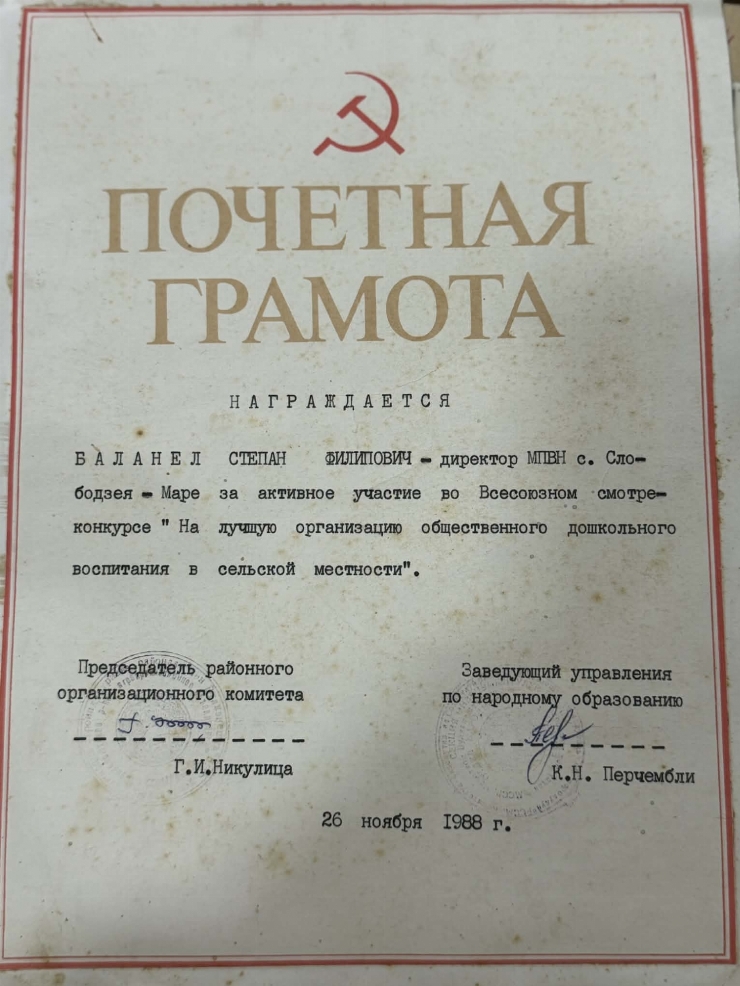 ПОЧЕТНАЯ
ГРАМОТА
НАГРАЖДАЕТСЯ
БАЛАНЕЛ СТЕПАН ФИЛИПОВИЧ - директор МПВН с. Сло-
бодзея - Маре за активное участие во Всесоюзном смотре-
конкурсе " На лучшую организацию общественного дошкольного
воспитания в сельской местности".
Председатель районного
организационного комитета
Г.И.Никулица
Заведующий управления
по народному образованию
К.Н. Перчембли
26 ноября 1988 г.